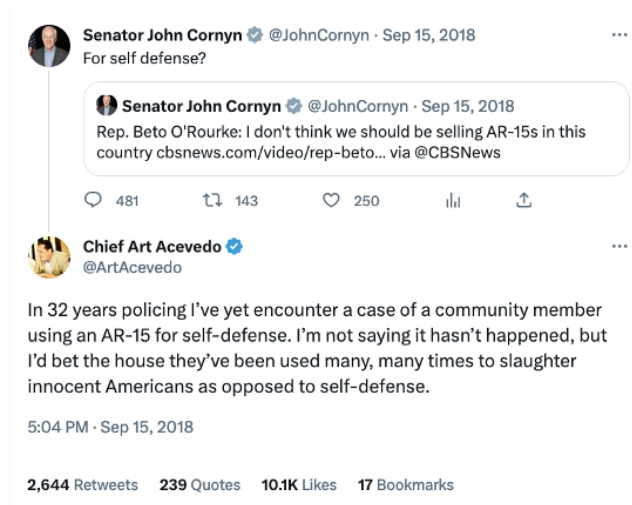 Senator John Cornyn @JohnCornyn · Sep 15, 2018 ...
For self defense?
Senator John Cornyn @JohnCornyn · Sep 15, 2018
Rep. Beto O'Rourke: I don't think we should be selling AR-15s in this
country cbsnews.com/video/rep-beto... via @CBSNews
481 143 250
Chief Art Acevedo ...
@ArtAcevedo
In 32 years policing I've yet encounter a case of a community member
using an AR-15 for self-defense. I'm not saying it hasn't happened, but
I'd bet the house they've been used many, many times to slaughter
innocent Americans as opposed to self-defense.
5:04 PM · Sep 15, 2018
2,644 Retweets 239 Quotes 10.1K Likes 17 Bookmarks